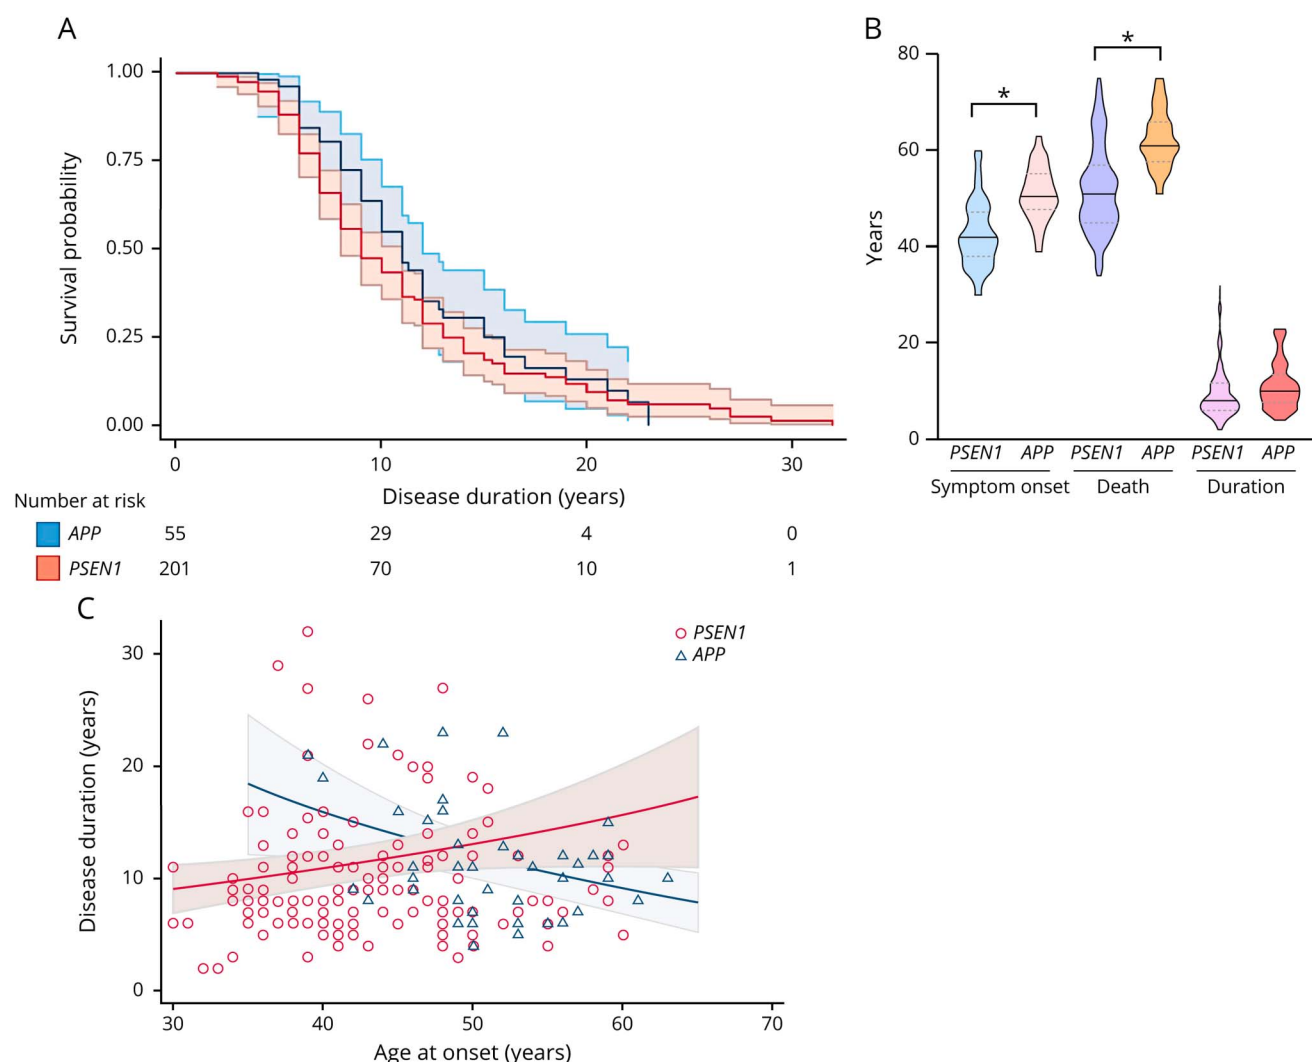 A
1.00
0.75
0.50
0.25
0.00
Survival probability
0 10 20 30
Disease duration (years)
Number at risk
APP 55 29 4 0
PSEN1 201 70 10 1
B
80
60
40
20
0
Years
* *
PSEN1 APP PSEN1 APP PSEN1 APP
Symptom onset Death Duration
C
PSEN1
APP
30
20
10
0
Disease duration (years)
30 40 50 60 70
Age at onset (years)